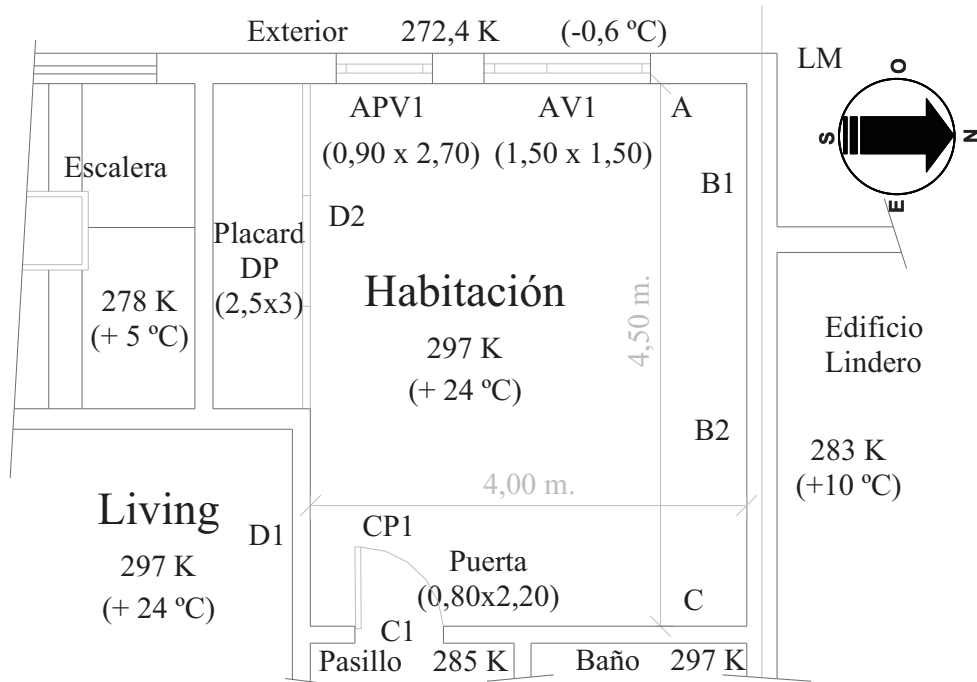 Exterior 272,4 K (-0,6 ºC)
LM
O
S
N
E
APV1
AV1
A
(0,90 x 2,70)
(1,50 x 1,50)
Escalera
B1
D2
Placard
DP
(2,5x3)
Habitación
4,50 m.
278 K
(+ 5 ºC)
297 K
(+ 24 ºC)
Edificio
Lindero
B2
283 K
(+10 ºC)
4,00 m.
Living
D1
CP1
297 K
(+ 24 ºC)
Puerta
(0,80x2,20)
C
C1
Pasillo 285 K
Baño 297 K